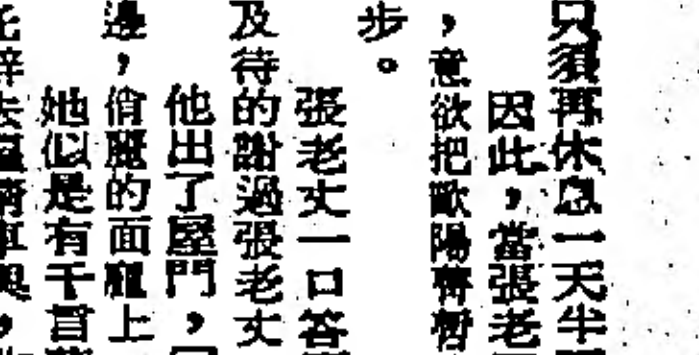 只須再休息一天半
因此，當張老
，意欲把歐陽
步。
張老丈一口答
及待的謝過張老丈
他出了屋門，
邊，俏麗的面龐上
她似是有千言